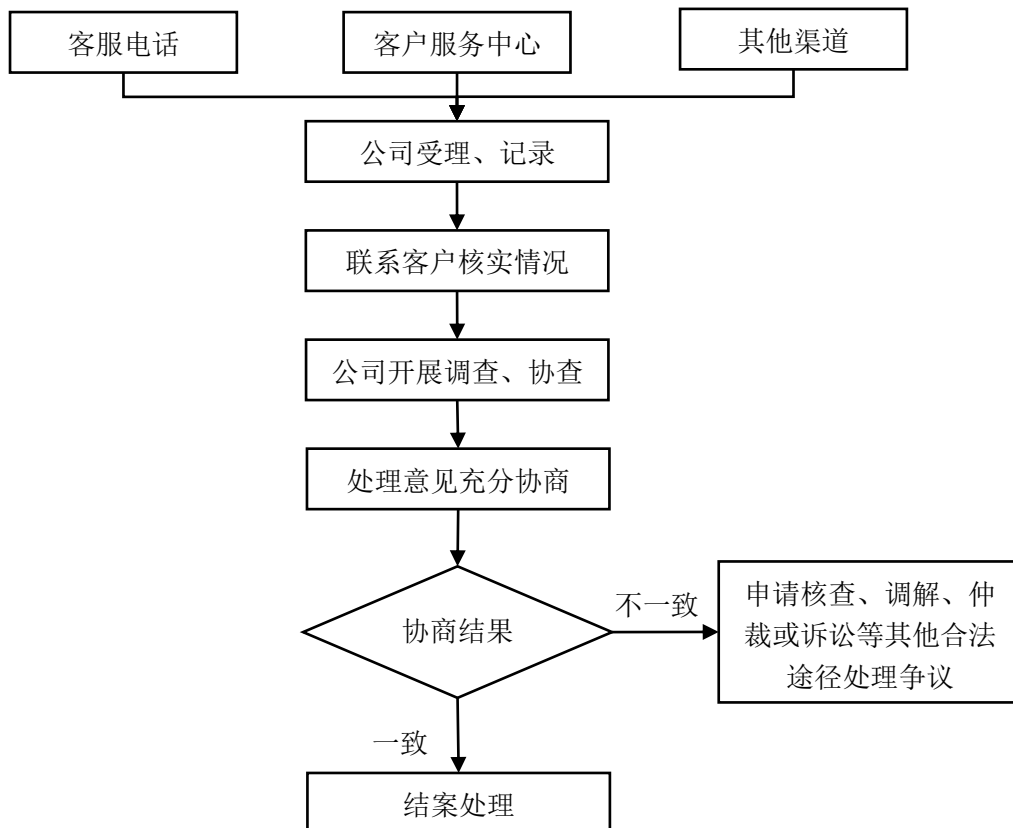 客服电话
客户服务中心
其他渠道
公司受理、记录
联系客户核实情况
公司开展调查、协查
处理意见充分协商
协商结果
不一致
申请核查、调解、仲
裁或诉讼等其他合法
途径处理争议
一致
结案处理